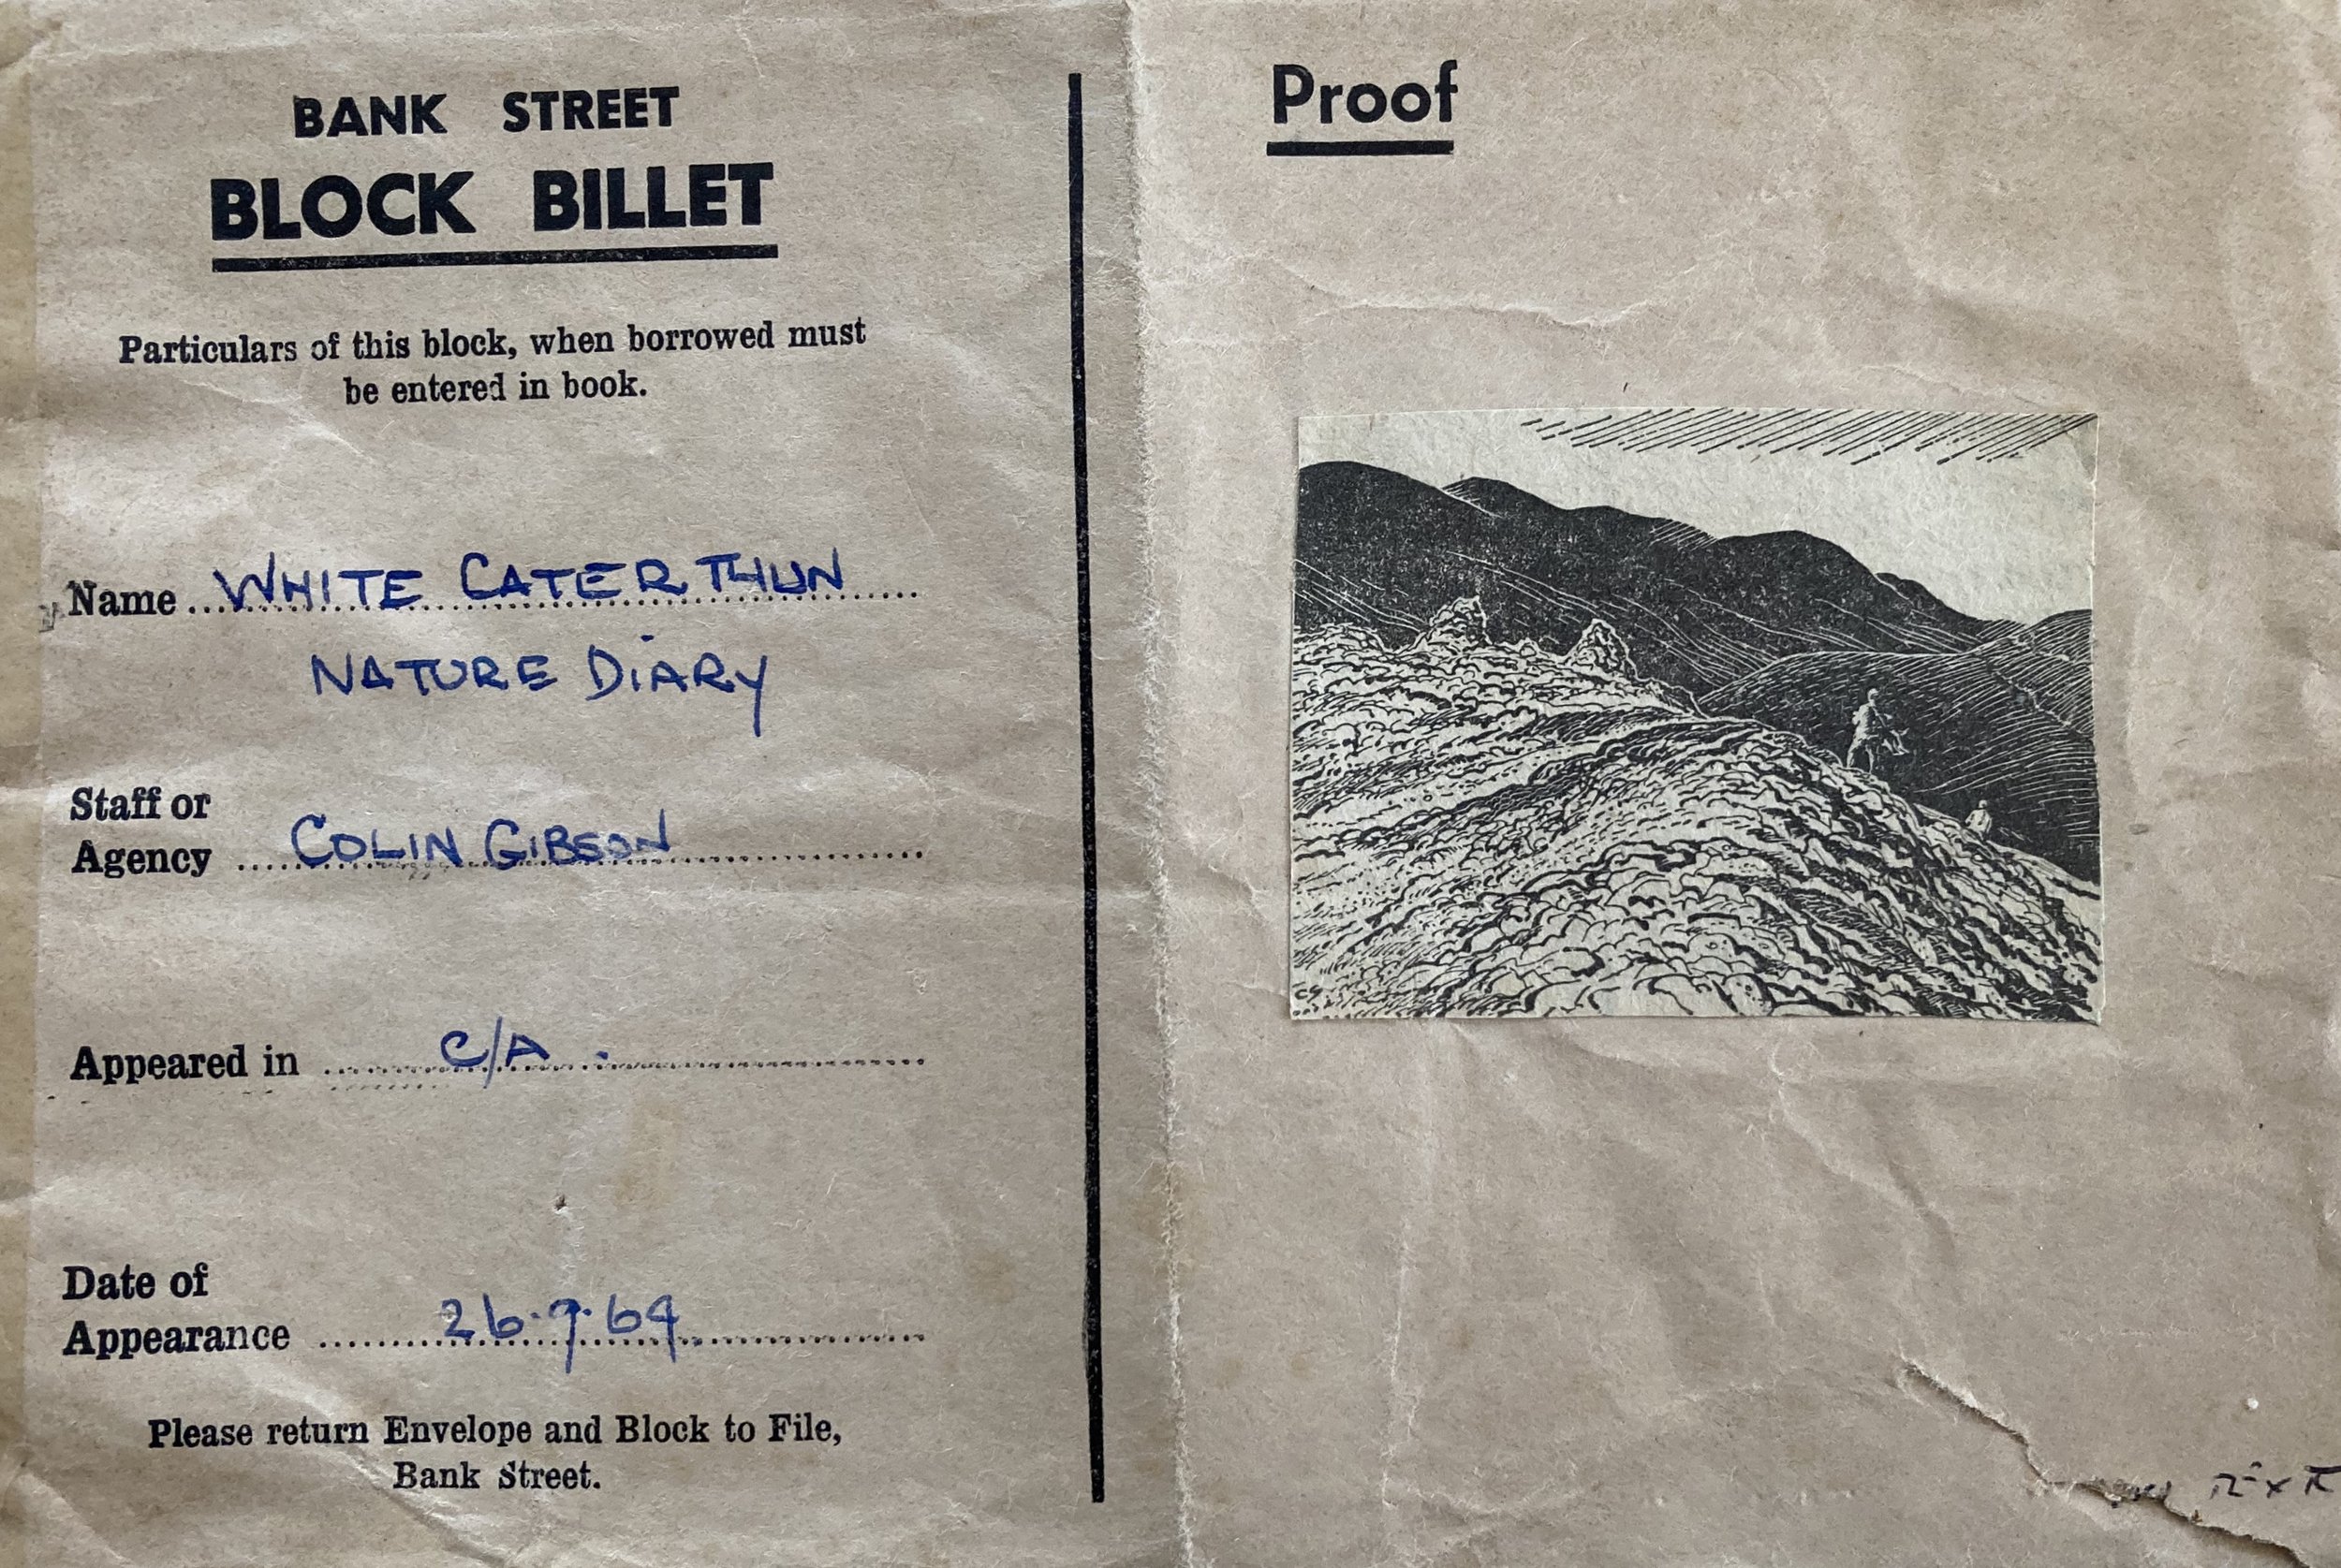 BANK STREET
BLOCK BILLET
Particulars of this block, when borrowed must
be entered in book.
Name WHITE CATERTHUN
NATURE DIARY
Staff or
Agency COLIN GIBSON
Appeared in C/A.
Date of
Appearance 26.9.64
Please return Envelope and Block to File,
Bank Street.
Proof
CG